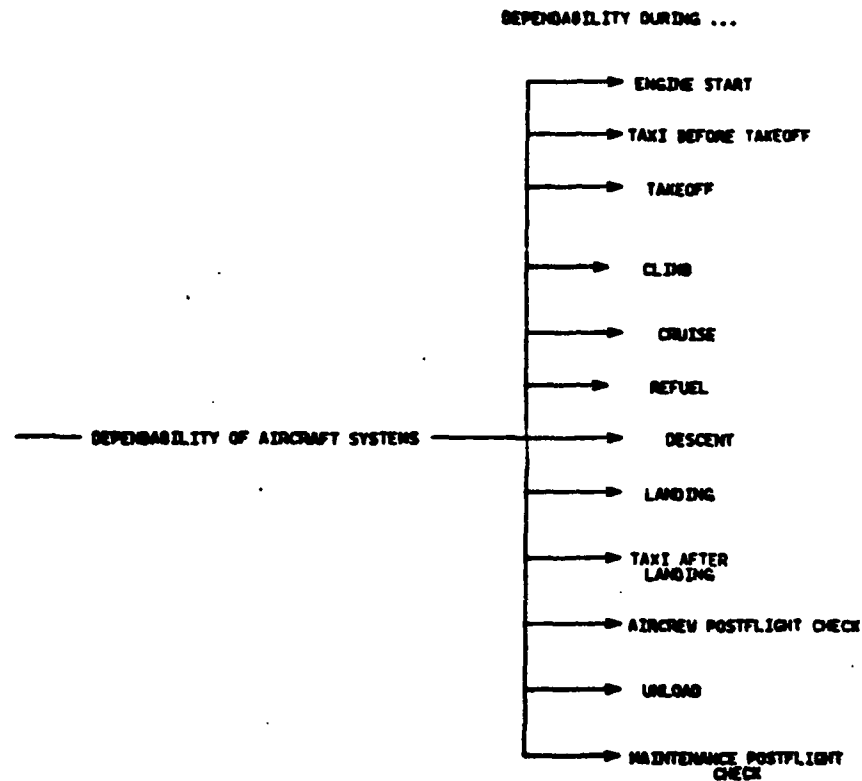 DEPENDABILITY DURING ...
ENGINE START
TAXI BEFORE TAKEOFF
TAKEOFF
CLIMB
CRUISE
REFUEL
DEPENDABILITY OF AIRCRAFT SYSTEMS
DESCENT
LANDING
TAXI AFTER
LANDING
AIRCREW POSTFLIGHT CHECK
UNLOAD
MAINTENANCE POSTFLIGHT
CHECK